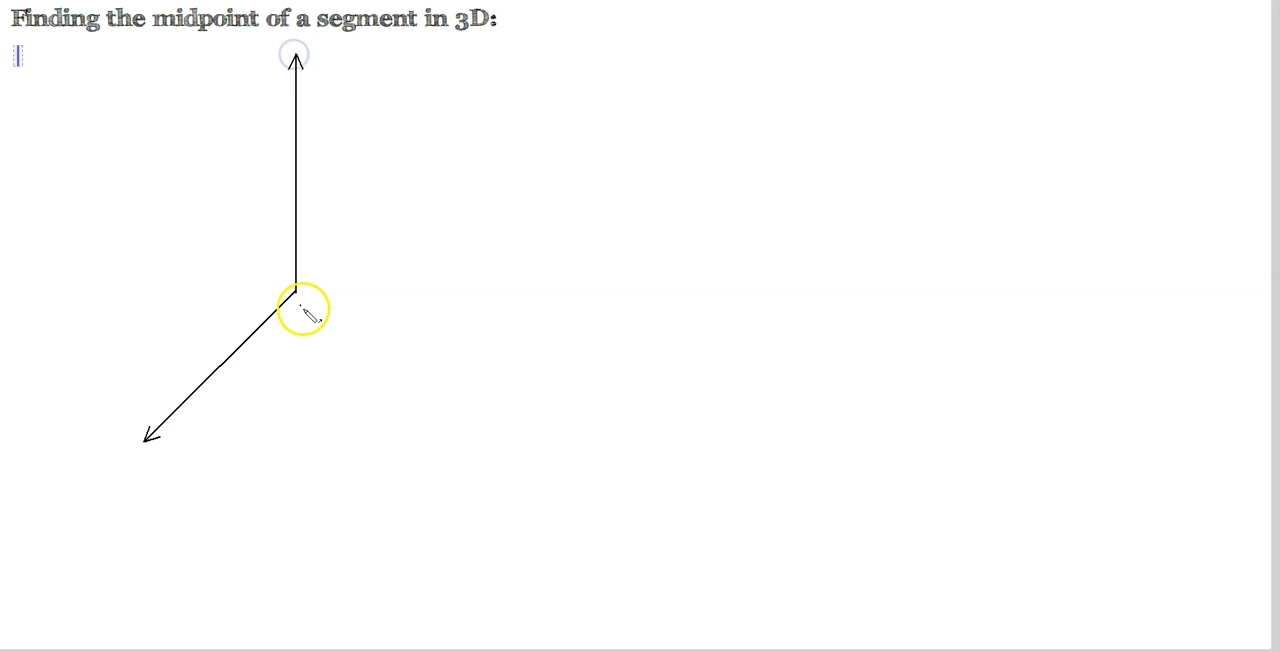 Finding the midpoint of a segment in 3D: